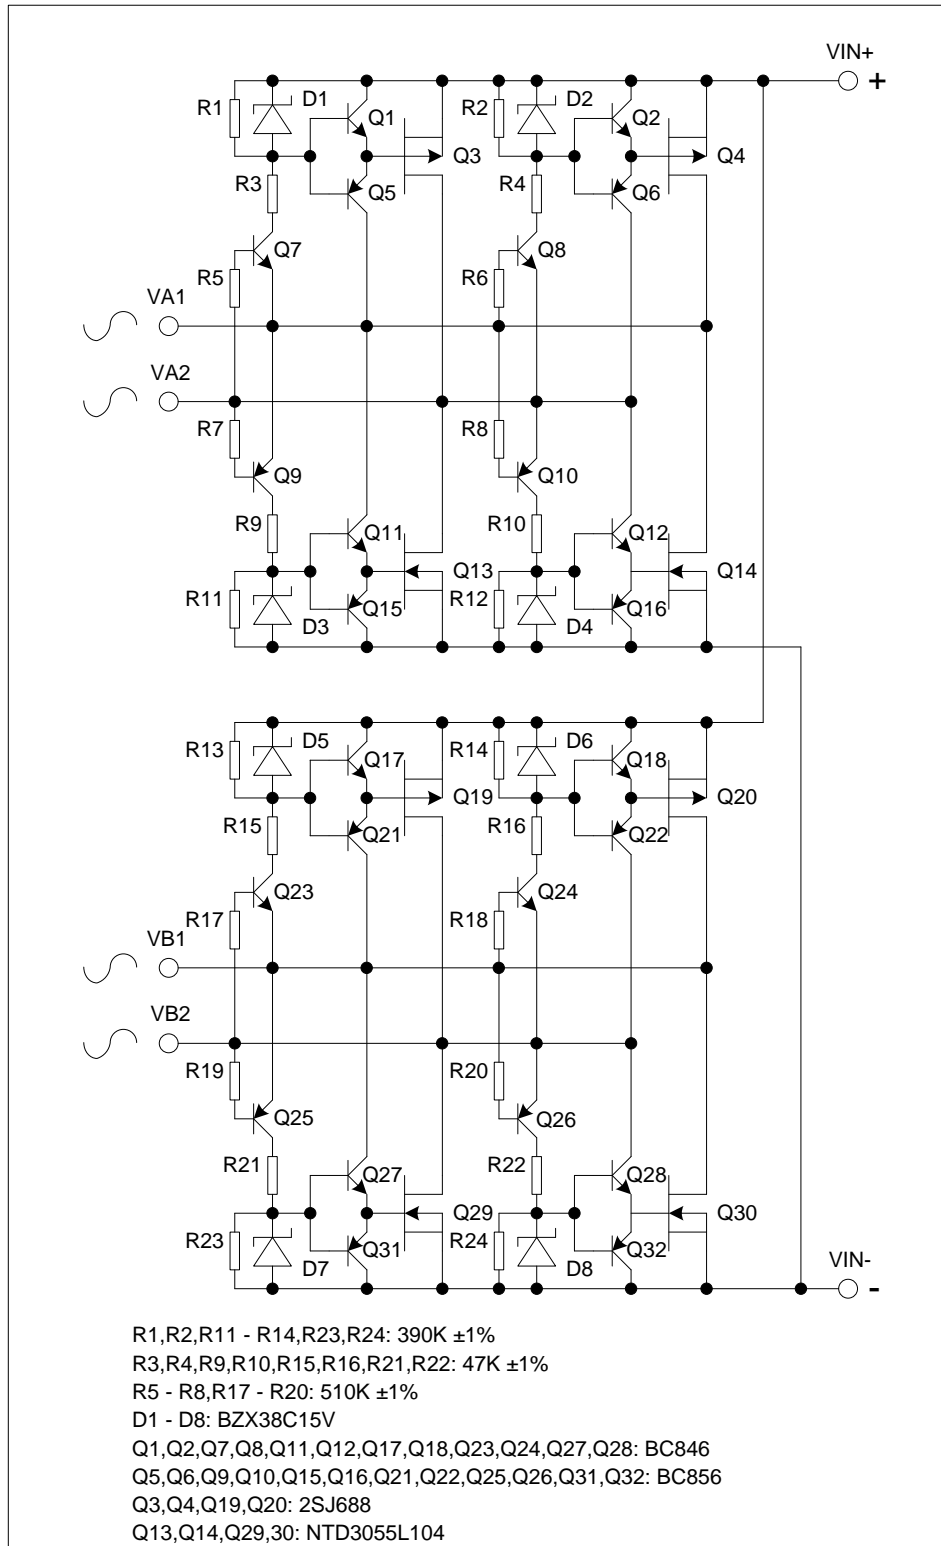 VIN+
+
R1 D1 Q1 R2 D2 Q2
Q3 Q4
R3 Q5 R4 Q6
Q7 Q8
R5 R6
VA1
VA2
R7 R8
Q9 Q10
R9 Q11 R10 Q12
Q13 Q14
R11 D3 Q15 R12 D4 Q16
R13 D5 Q17 R14 D6 Q18
Q19 Q20
R15 Q21 R16 Q22
Q23 Q24
R17 R18
VB1
VB2
R19 R20
Q25 Q26
R21 Q27 R22 Q28
Q29 Q30
R23 D7 Q31 R24 D8 Q32
VIN-
-
R1,R2,R11 - R14,R23,R24: 390K ±1%
R3,R4,R9,R10,R15,R16,R21,R22: 47K ±1%
R5 - R8,R17 - R20: 510K ±1%
D1 - D8: BZX38C15V
Q1,Q2,Q7,Q8,Q11,Q12,Q17,Q18,Q23,Q24,Q27,Q28: BC846
Q5,Q6,Q9,Q10,Q15,Q16,Q21,Q22,Q25,Q26,Q31,Q32: BC856
Q3,Q4,Q19,Q20: 2SJ688
Q13,Q14,Q29,30: NTD3055L104